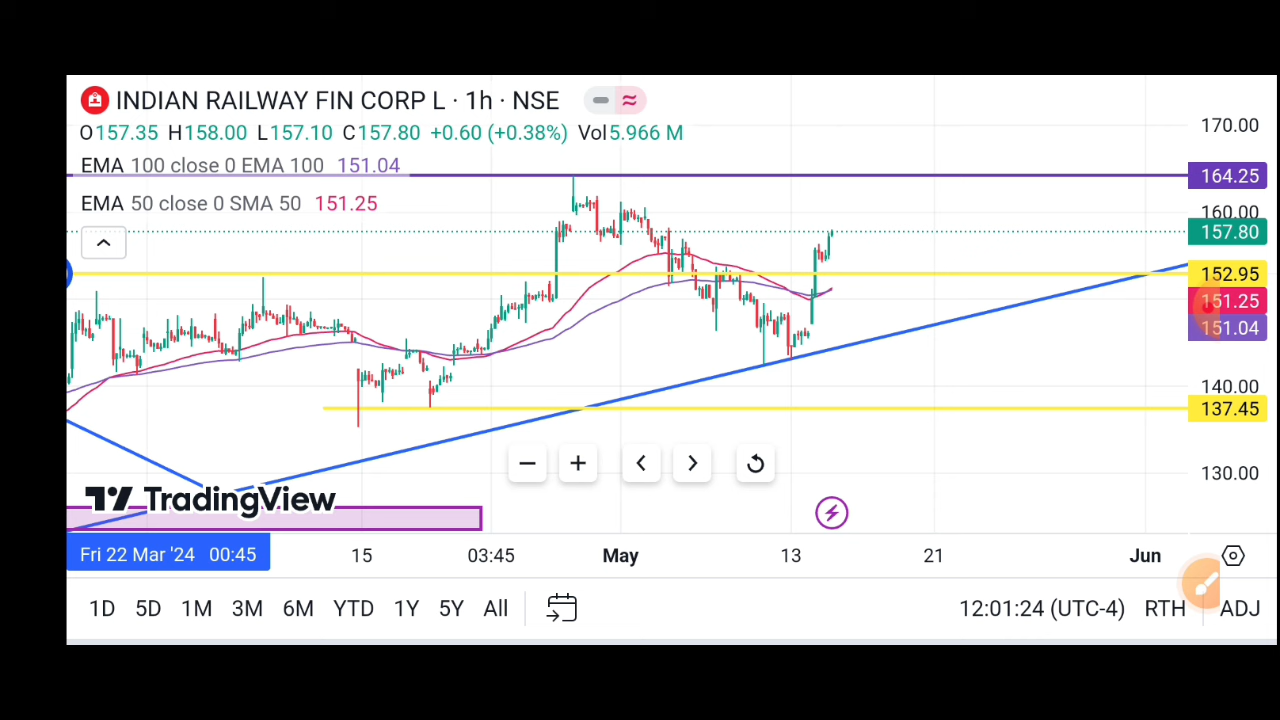 INDIAN RAILWAY FIN CORP L · 1h · NSE
O157.35 H158.00 L157.10 C157.80 +0.60 (+0.38%) Vol5.966 M
EMA 100 close 0 EMA 100 151.04
EMA 50 close 0 SMA 50 151.25
170.00
164.25
160.00
157.80
152.95
151.25
151.04
140.00
137.45
130.00
TradingView
Fri 22 Mar '24 00:45 15 03:45 May 13 21 Jun
1D 5D 1M 3M 6M YTD 1Y 5Y All 12:01:24 (UTC-4) RTH ADJ